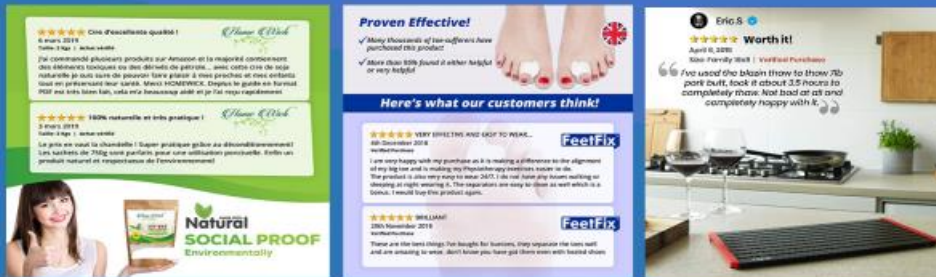 ★★★★★ Cire d'excellente qualité !
6 mars 2019
Taille: 3 Kgs | Achat vérifié
Home Wick
J'ai commandé plusieurs produits sur Amazon et la majorité contiennent
des éléments toxiques ou des dérivés de pétrole... avec cette cire de soja
naturelle je suis sure de pouvoir faire plaisir à mes proches et mes enfants
tout en préservant leur santé. Merci HOMEWICK. Depuis le guide en format
PDF est très bien fait, cela m'a beaucoup aidé et je l'ai reçu rapidement
★★★★★ 100% naturelle et très pratique !
3 mars 2019
Home Wick
Le prix en vaut la chandelle ! Super pratique grâce au déconditionnement!
Les sachets de 750g sont parfaits pour une utilisation ponctuelle. Enfin un
produit naturel et respectueux de l'environnement!
Natural
SOCIAL PROOF
Environmentally
Proven Effective!
✓ Many thousands of toe-sufferers have
purchased this product
✓ More than 95% found it either helpful
or very helpful
Here's what our customers think!
★★★★★ VERY EFFECTIVE AND EASY TO WEAR...
4th December 2018
Verified Purchase
FeetFix
I am very happy with my purchase as it is making a difference to the alignment
of my big toe and is making my Physiotherapy exercises easier to do.
The product is also very easy to wear 24/7. I do not have any issues walking or
sleeping at night wearing it. The separators are easy to clean as well which is a
bonus. I would buy this product again.
★★★★★ BRILLIANT!
28th November 2018
Verified Purchase
FeetFix
These are the best things I've bought for bunions, they separate the toes well
and are amazing to wear, don't know you have got them even with heeled shoes
Eric.S
★★★★★ Worth it!
April 6, 2018
Size: Family Size | Verified Purchase
I've used the blazin thaw to thaw 7lb
pork butt, took it about 3.5 hours to
completely thaw. Not bad at all and
completely happy with it.